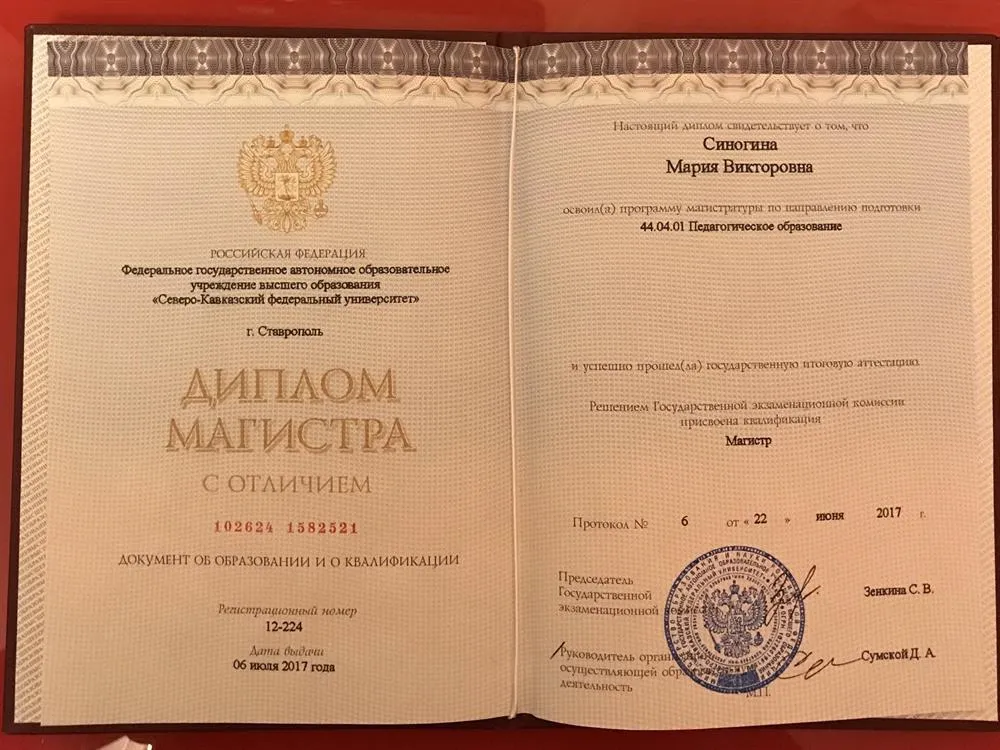 РОССИЙСКАЯ ФЕДЕРАЦИЯ
Федеральное государственное автономное образовательное
учреждение высшего образования
«Северо-Кавказский федеральный университет»
г. Ставрополь
ДИПЛОМ
МАГИСТРА
С ОТЛИЧИЕМ
102624 1582521
ДОКУМЕНТ ОБ ОБРАЗОВАНИИ И О КВАЛИФИКАЦИИ
Регистрационный номер
12-224
Дата выдачи
06 июля 2017 года
Настоящий диплом свидетельствует о том, что
Синогина
Мария Викторовна
освоил(а) программу магистратуры по направлению подготовки
44.04.01 Педагогическое образование
и успешно прошел(ла) государственную итоговую аттестацию
Решением Государственной экзаменационной комиссии
присвоена квалификация
Магистр
Протокол № 6 от « 22 » июня 2017 г.
Председатель
Государственной
экзаменационной
Зенкина С. В.
Руководитель
осуществляющей
деятельность
Сумской Д. А.
М.П.